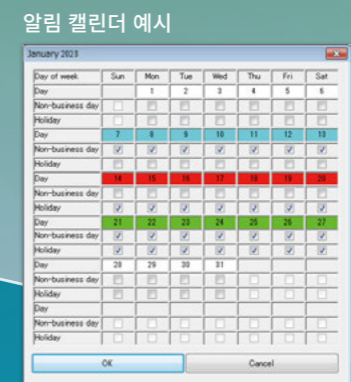 알림 캘린더 예시
January 2023
Day of week Sun Mon Tue Wed Thu Fri Sat
Day 1 2 3 4 5 6
Non-business day
Holiday
Day 7 8 9 10 11 12 13
Non-business day
Holiday
Day 14 15 16 17 18 19 20
Non-business day
Holiday
Day 21 22 23 24 25 26 27
Non-business day
Holiday
Day 28 29 30 31
Non-business day
Holiday
Day
Non-business day
Holiday
OK Cancel